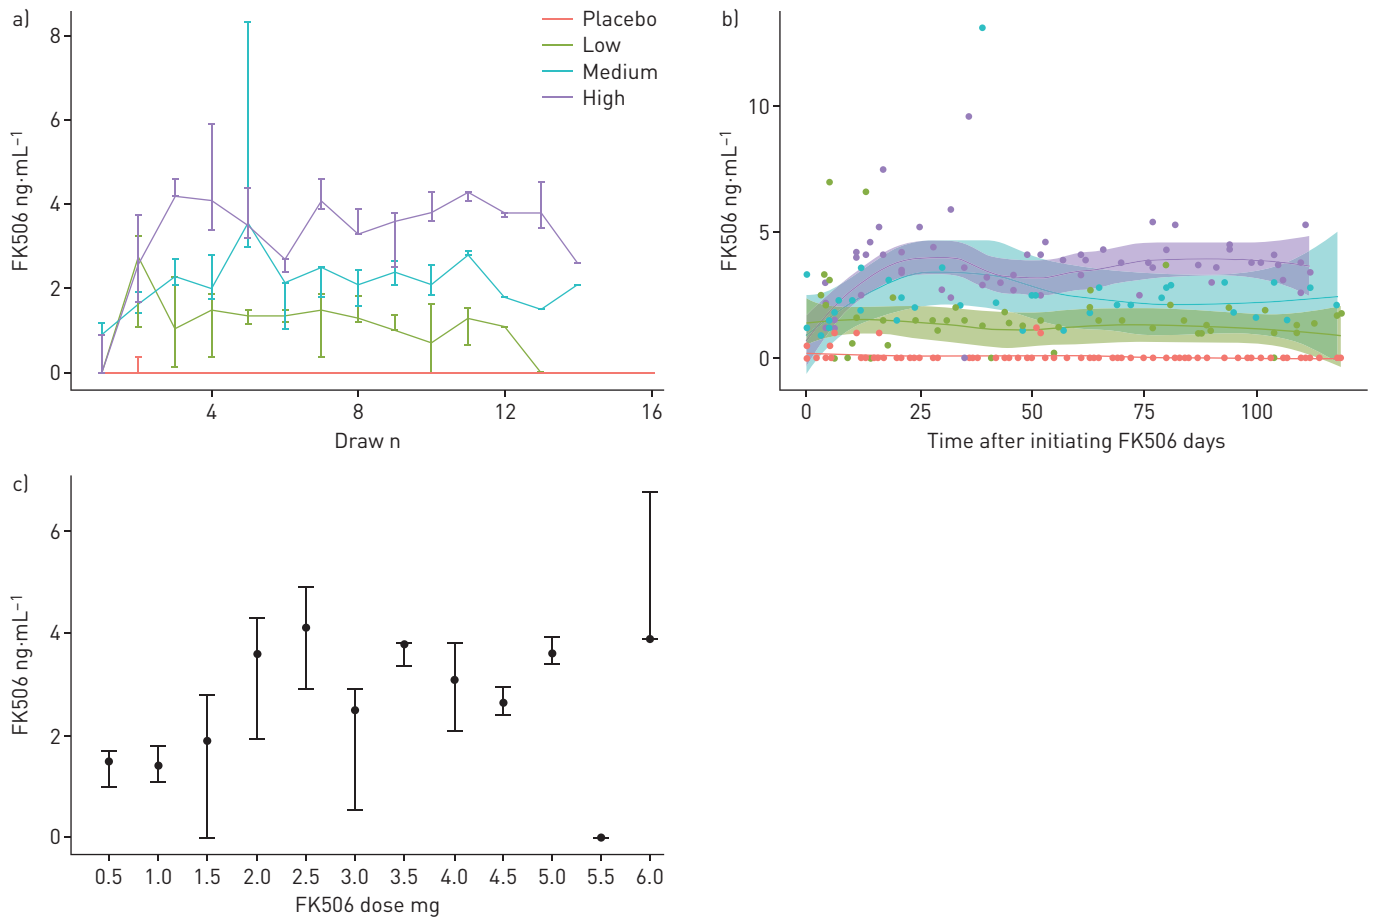 a)
Placebo
Low
Medium
High
8
6
4
2
0
FK506 ng·mL⁻¹
4
8
12
16
Draw n
b)
10
5
0
FK506 ng·mL⁻¹
0
25
50
75
100
Time after initiating FK506 days
c)
6
4
2
0
FK506 ng·mL⁻¹
0.5 1.0 1.5 2.0 2.5 3.0 3.5 4.0 4.5 5.0 5.5 6.0
FK506 dose mg